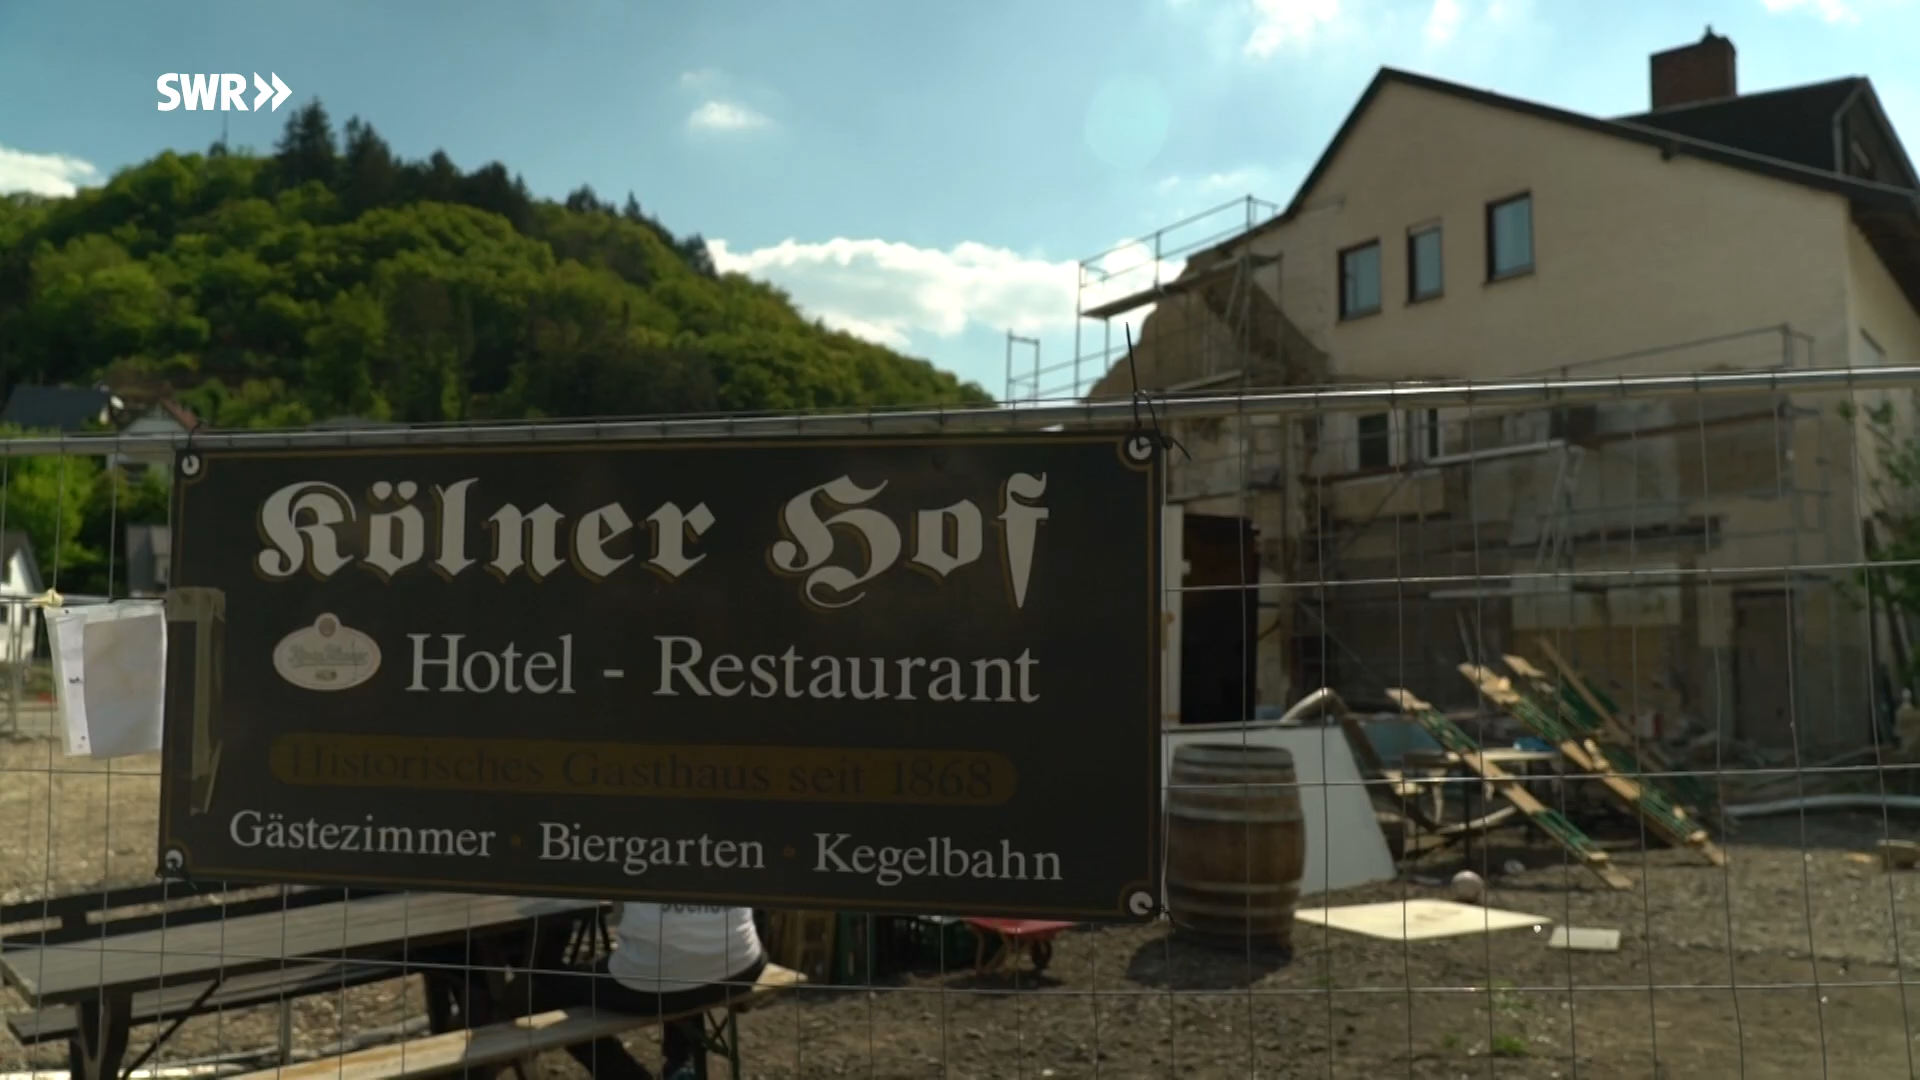 SWR
Kölner Hof
Hotel - Restaurant
Historisches Gasthaus seit 1868
Gästezimmer · Biergarten · Kegelbahn